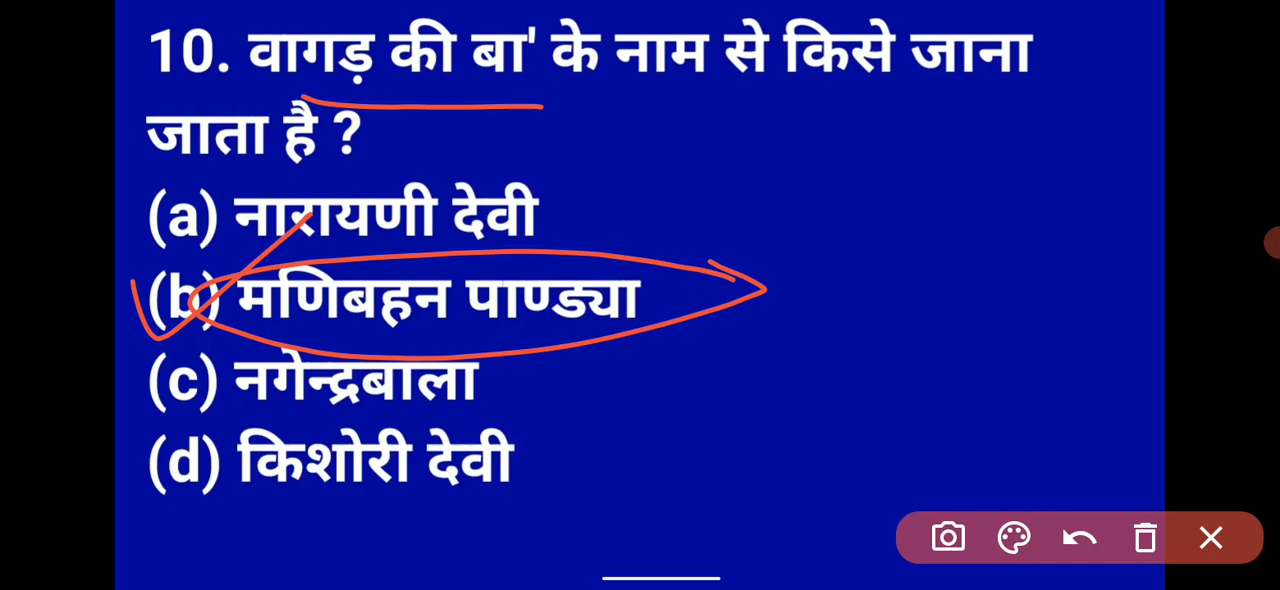 10. वागड़ की बा' के नाम से किसे जाना
जाता है ?
(a) नारायणी देवी
(b) मणिबहन पाण्ड्या
(c) नगेन्द्रबाला
(d) किशोरी देवी